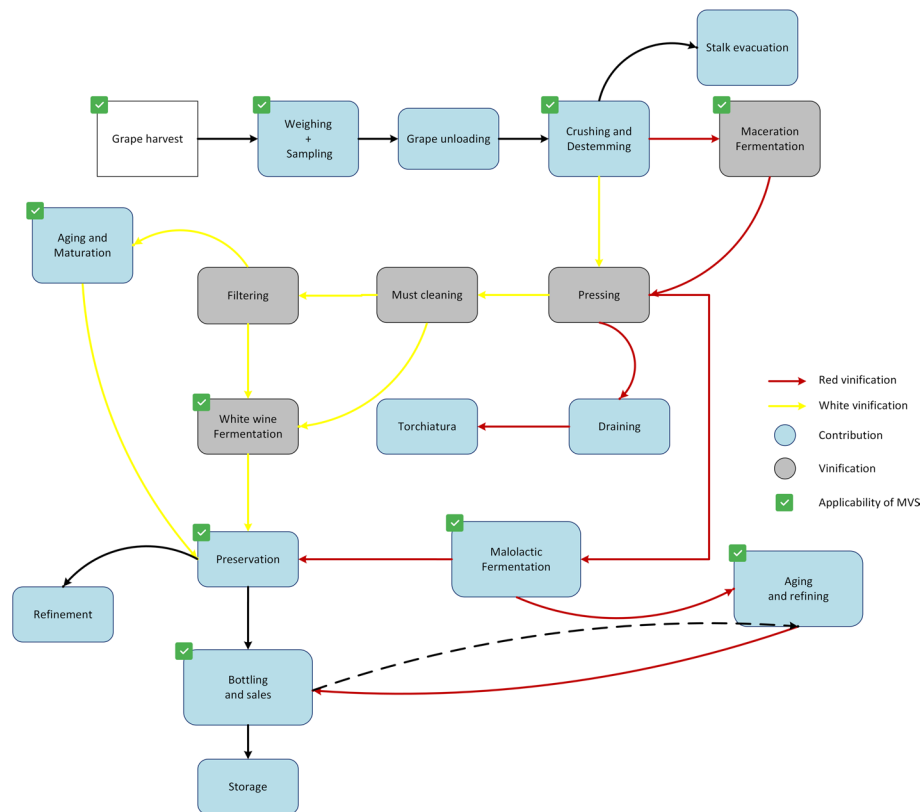 Stalk evacuation
Grape harvest
Weighing
+
Sampling
Grape unloading
Crushing and
Destemming
Maceration
Fermentation
Aging and
Maturation
Filtering
Must cleaning
Pressing
Red vinification
White vinification
White wine
Fermentation
Torchiatura
Draining
Contribution
Vinification
Applicability of MVS
Preservation
Malolactic
Fermentation
Aging
and refining
Refinement
Bottling
and sales
Storage